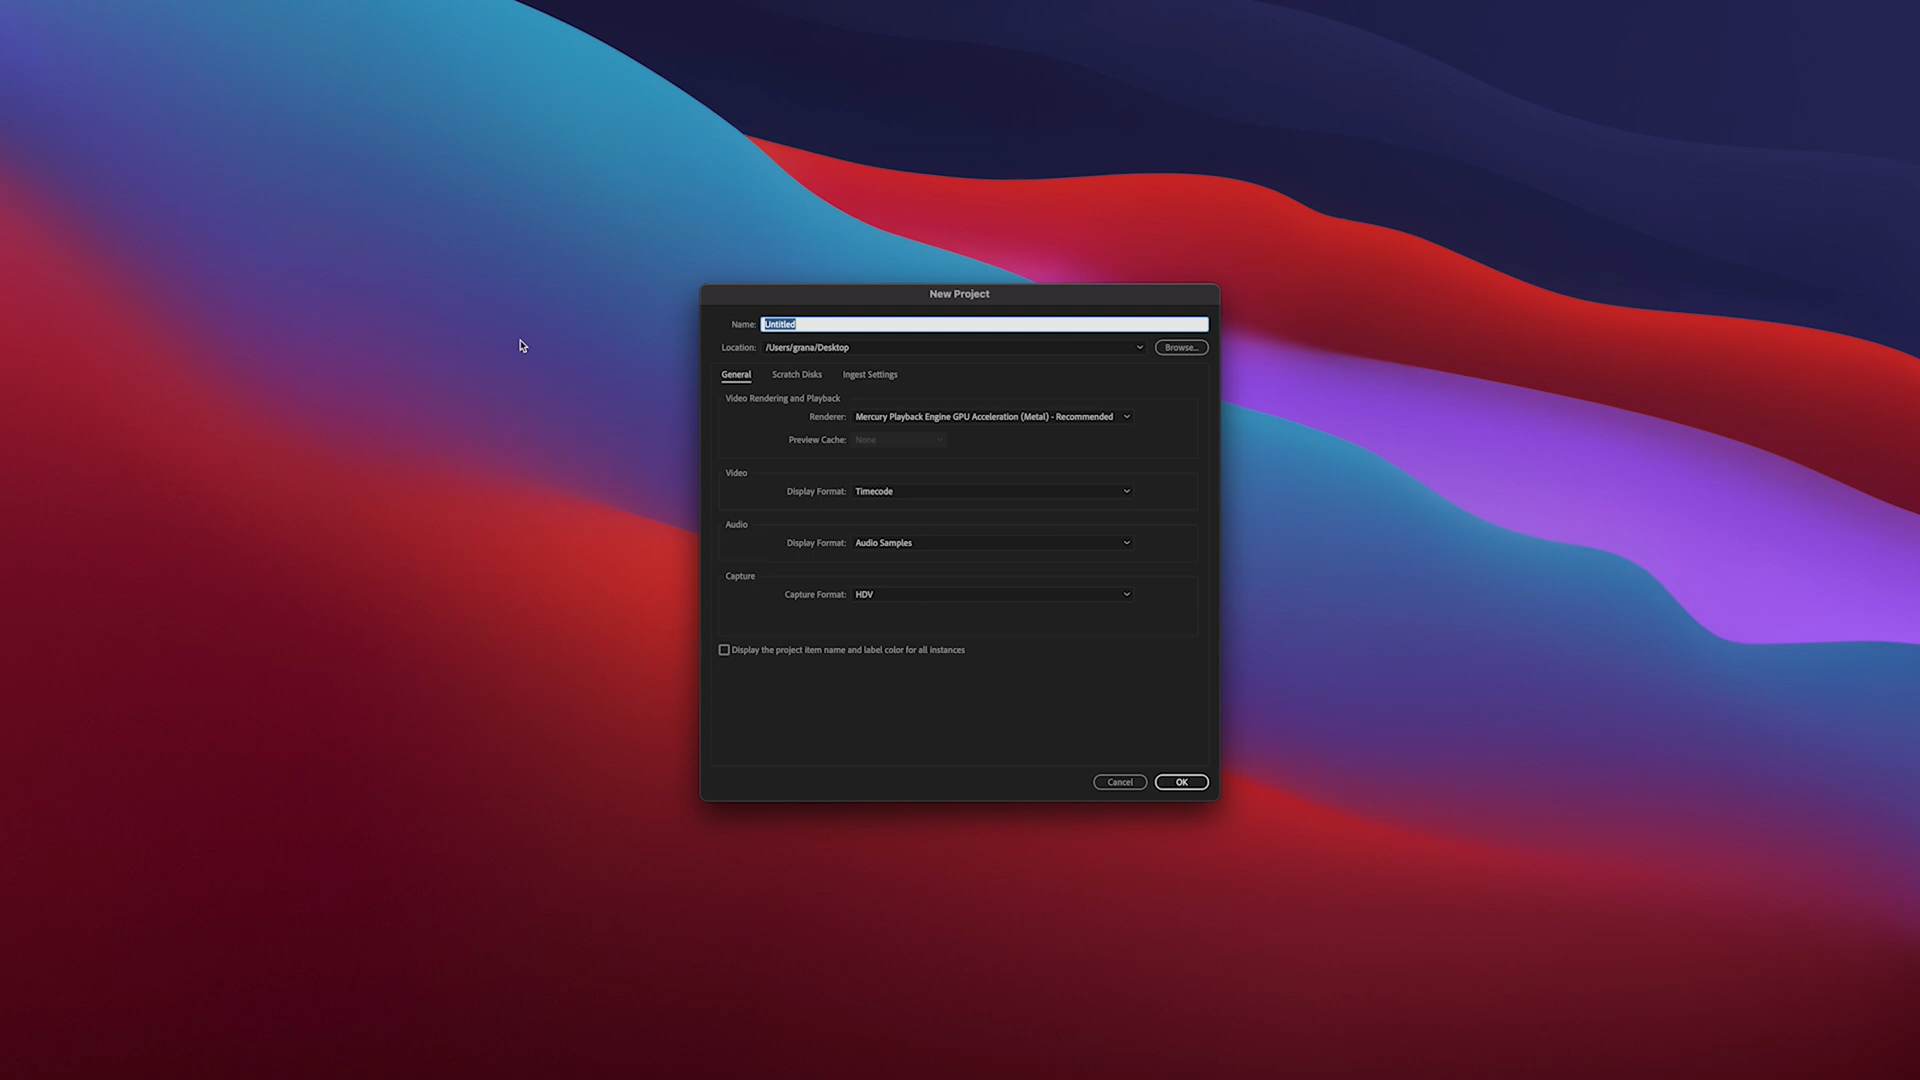 New Project
Name: Untitled
Location: /Users/grana/Desktop Browse...
General Scratch Disks Ingest Settings
Video Rendering and Playback
Renderer: Mercury Playback Engine GPU Acceleration (Metal) - Recommended
Preview Cache: None
Video
Display Format: Timecode
Audio
Display Format: Audio Samples
Capture
Capture Format: HDV
Display the project item name and label color for all instances
Cancel OK